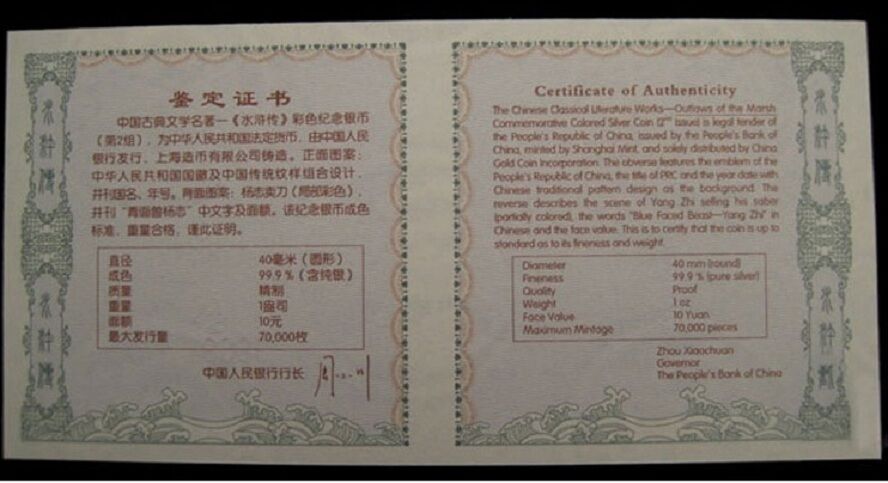 鉴定证书
中国古典文学名著—《水浒传》彩色纪念银币
（第2组），为中华人民共和国法定货币，由中国人民
银行发行，上海造币有限公司铸造。正面图案：
中华人民共和国国徽及中国传统纹样组合设计，
并刊国名、年号。背面图案：杨志卖刀（局部彩色），
并刊“青面兽杨志”中文字及面额。该纪念银币成色
标准，重量合格，谨此证明。
直径 40毫米（圆形）
成色 99.9％（含纯银）
质量 精制
重量 1盎司
面额 10元
最大发行量 70,000枚
中国人民银行行长
Certificate of Authenticity
The Chinese Classical Literature Works—Outlaws of the Marsh
Commemorative Colored Silver Coin (2nd Issue) is legal tender of
the People's Republic of China, issued by the People's Bank of
China, minted by Shanghai Mint, and solely distributed by China
Gold Coin Incorporation. The obverse features the emblem of the
People's Republic of China, the title of PRC and the year date with
Chinese traditional pattern design as the background. The
reverse describes the scene of Yang Zhi selling his saber
(partially colored), the words "Blue Faced Beast—Yang Zhi" in
Chinese and the face value. This is to certify that the coin is up to
standard as to its fineness and weight.
Diameter 40 mm (round)
Fineness 99.9 % (pure silver)
Quality Proof
Weight 1 oz
Face Value 10 Yuan
Maximum Mintage 70,000 pieces
Zhou Xiaochuan
Governor
The People's Bank of China
水浒传
水浒传
水浒传
水浒传